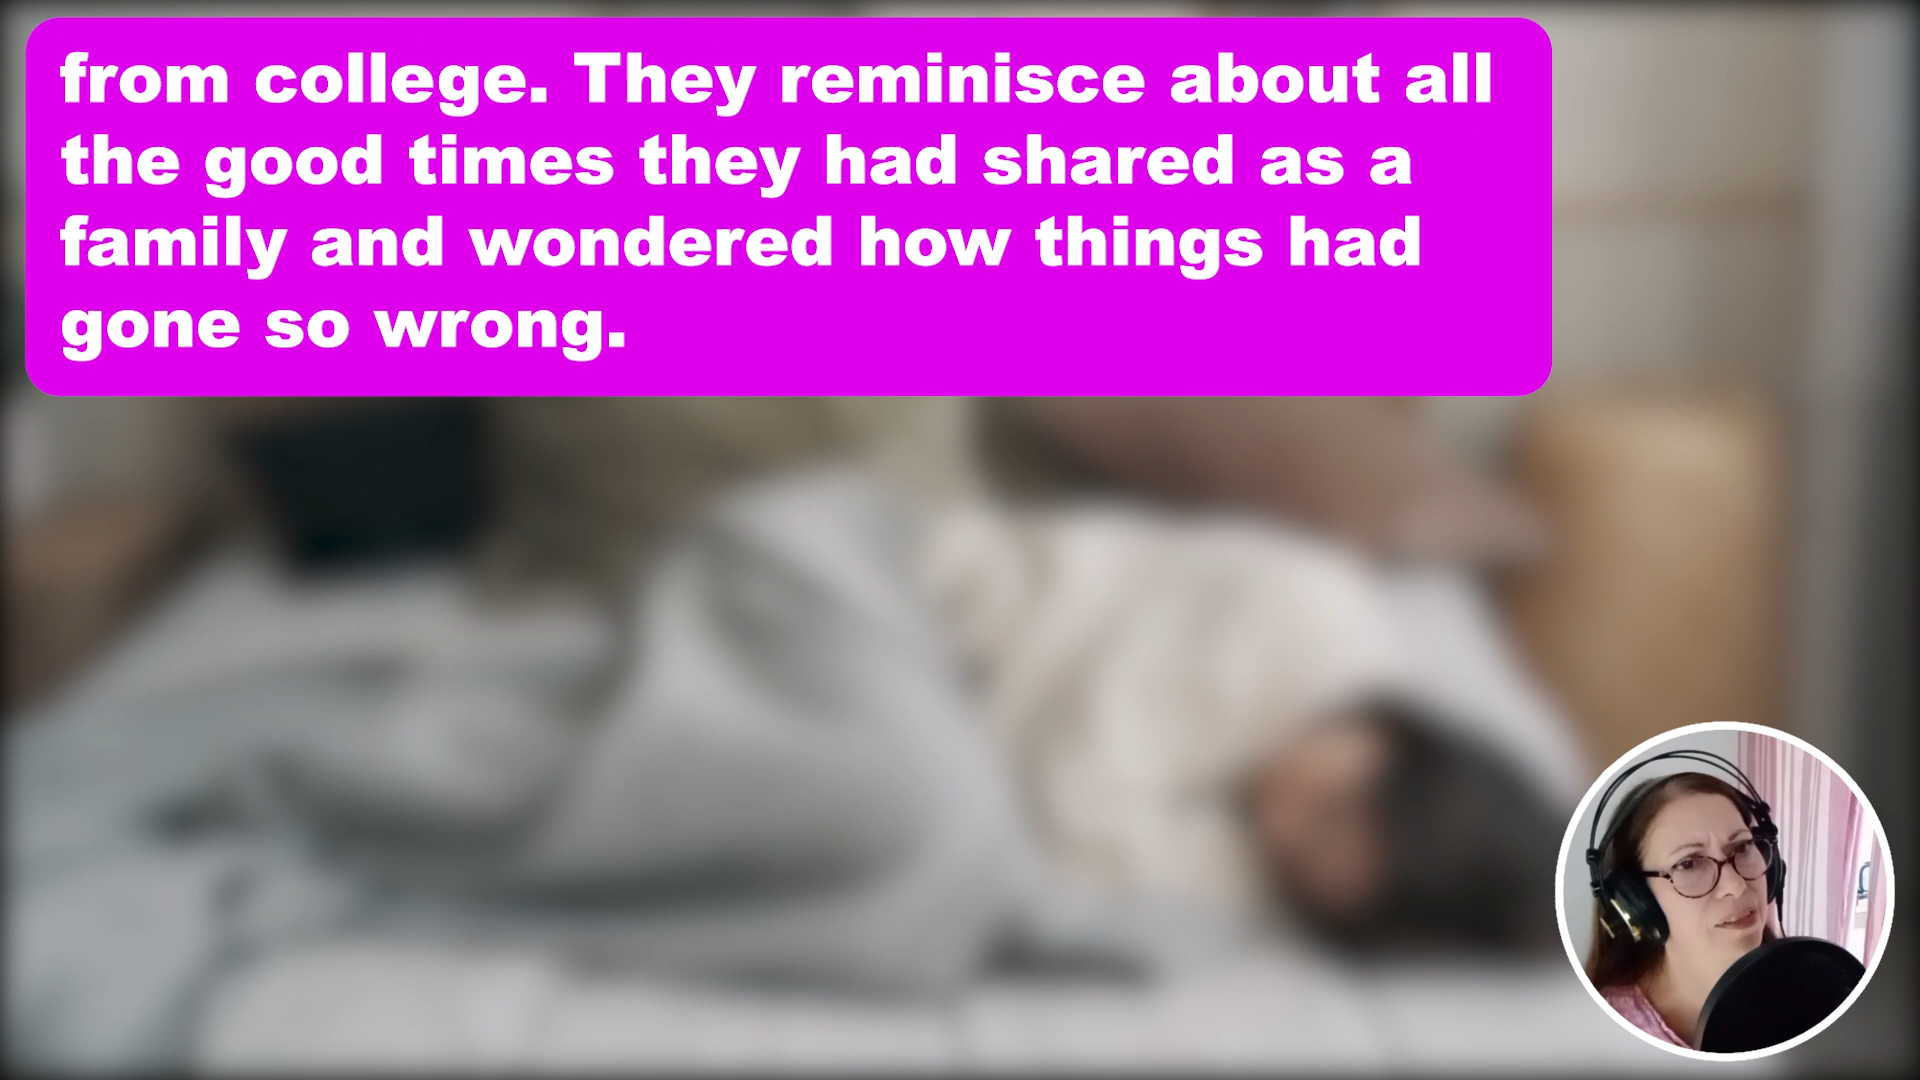 from college. They reminisce about all
the good times they had shared as a
family and wondered how things had
gone so wrong.